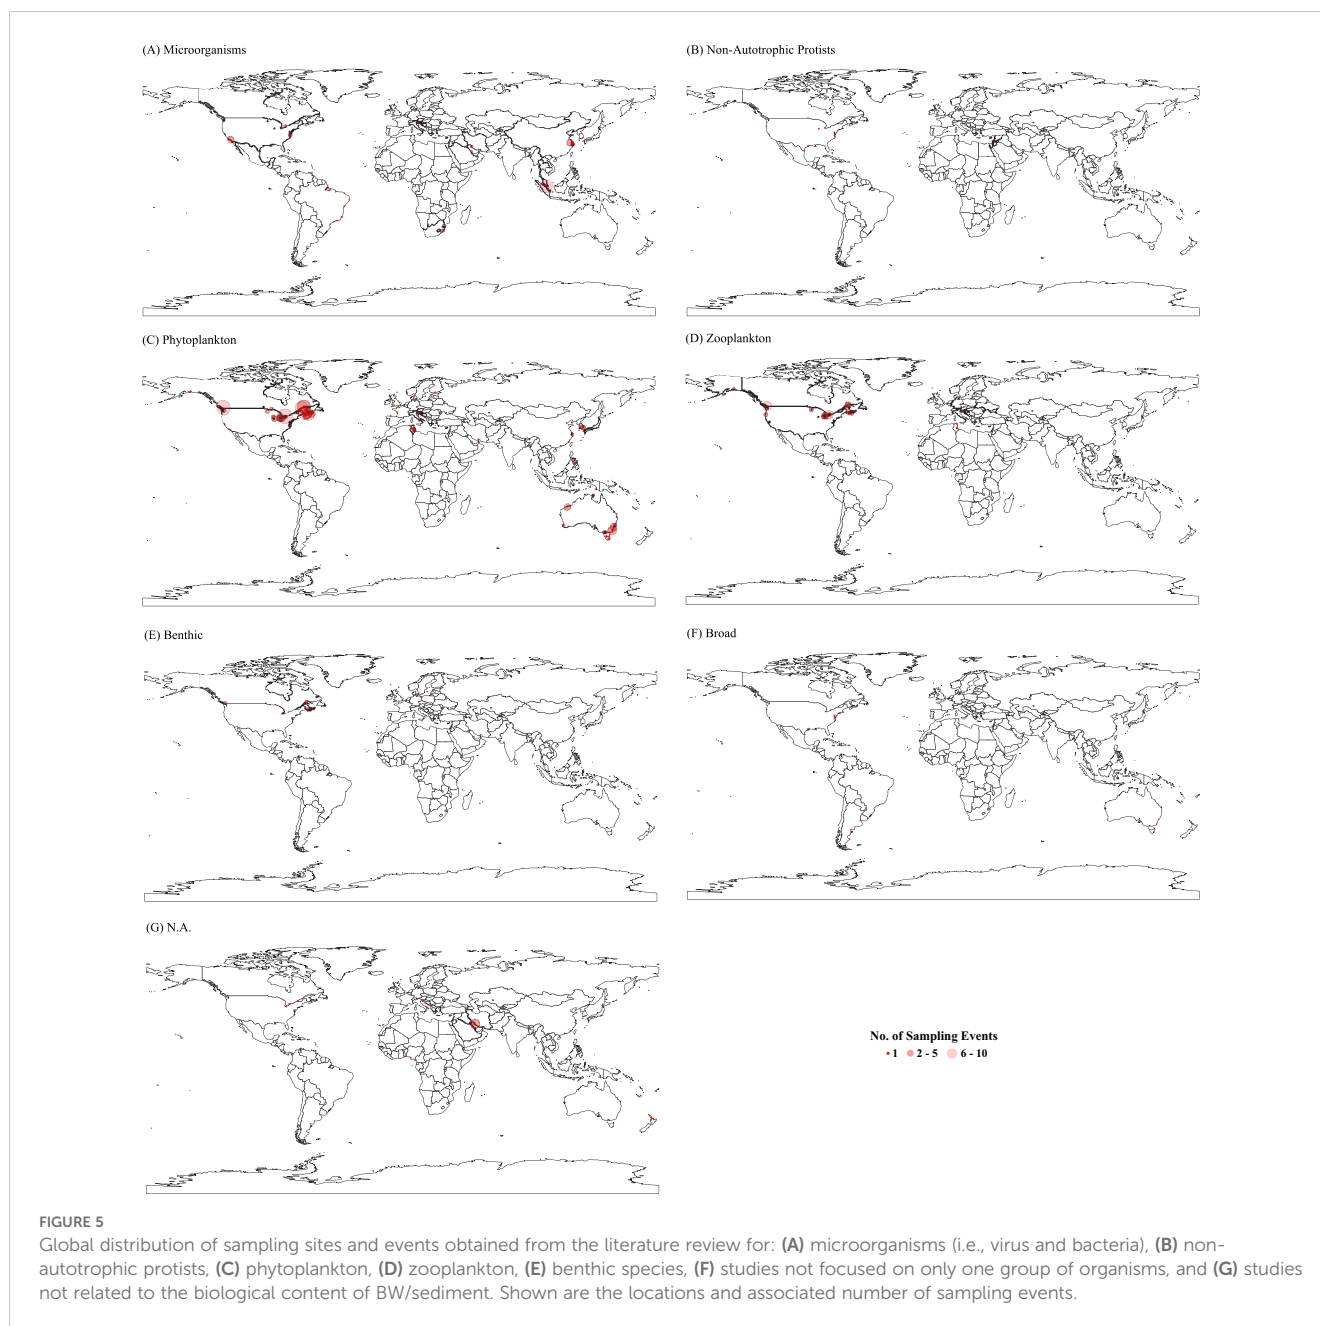 (A) Microorganisms
(B) Non-Autotrophic Protists
(C) Phytoplankton
(D) Zooplankton
(E) Benthic
(F) Broad
(G) N.A.
No. of Sampling Events
1 2 - 5 6 - 10
FIGURE 5
Global distribution of sampling sites and events obtained from the literature review for: (A) microorganisms (i.e., virus and bacteria), (B) non-
autotrophic protists, (C) phytoplankton, (D) zooplankton, (E) benthic species, (F) studies not focused on only one group of organisms, and (G) studies
not related to the biological content of BW/sediment. Shown are the locations and associated number of sampling events.